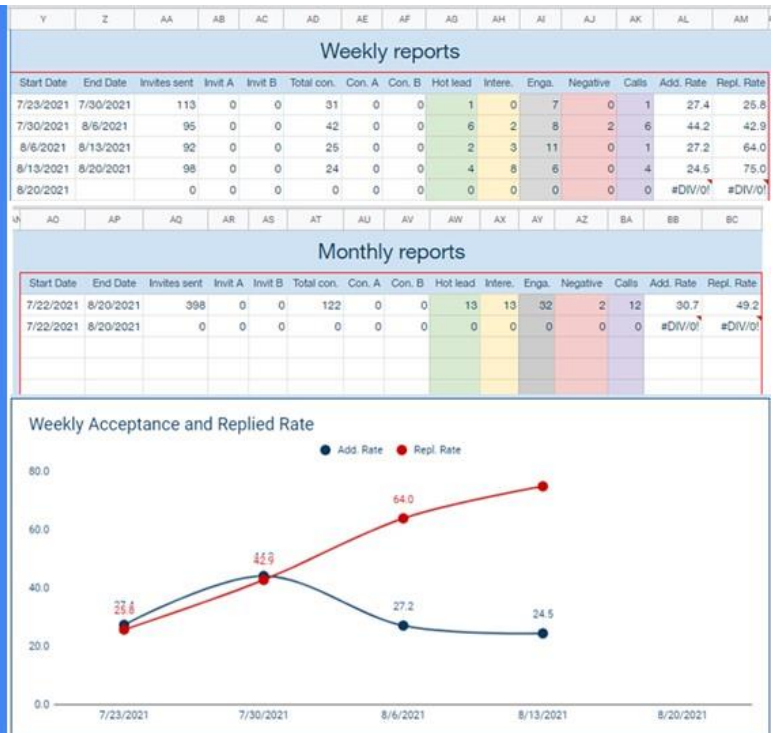 Y Z AA AB AC AD AE AF AG AH AI AJ AK AL AM
Weekly reports
Start Date End Date Invites sent Invit A Invit B Total con. Con. A Con. B Hot lead Intere. Enga. Negative Calls Add. Rate Repl. Rate
7/23/2021 7/30/2021 113 0 0 31 0 0 1 0 7 0 1 27.4 25.8
7/30/2021 8/6/2021 95 0 0 42 0 0 6 2 8 2 6 44.2 42.9
8/6/2021 8/13/2021 92 0 0 25 0 0 2 3 11 0 1 27.2 64.0
8/13/2021 8/20/2021 98 0 0 24 0 0 4 8 6 0 4 24.5 75.0
8/20/2021 0 0 0 0 0 0 0 0 0 0 0 #DIV/0! #DIV/0!
AO AP AQ AR AS AT AU AV AW AX AY AZ BA BB BC
Monthly reports
Start Date End Date Invites sent Invit A Invit B Total con. Con. A Con. B Hot lead Intere. Enga. Negative Calls Add. Rate Repl. Rate
7/22/2021 8/20/2021 398 0 0 122 0 0 13 13 32 2 12 30.7 49.2
7/22/2021 8/20/2021 0 0 0 0 0 0 0 0 0 0 0 #DIV/0! #DIV/0!
Weekly Acceptance and Replied Rate
Add. Rate Repl. Rate
80.0
64.0
60.0
44.2
42.9
40.0
27.4
25.8
27.2
24.5
20.0
0.0
7/23/2021 7/30/2021 8/6/2021 8/13/2021 8/20/2021